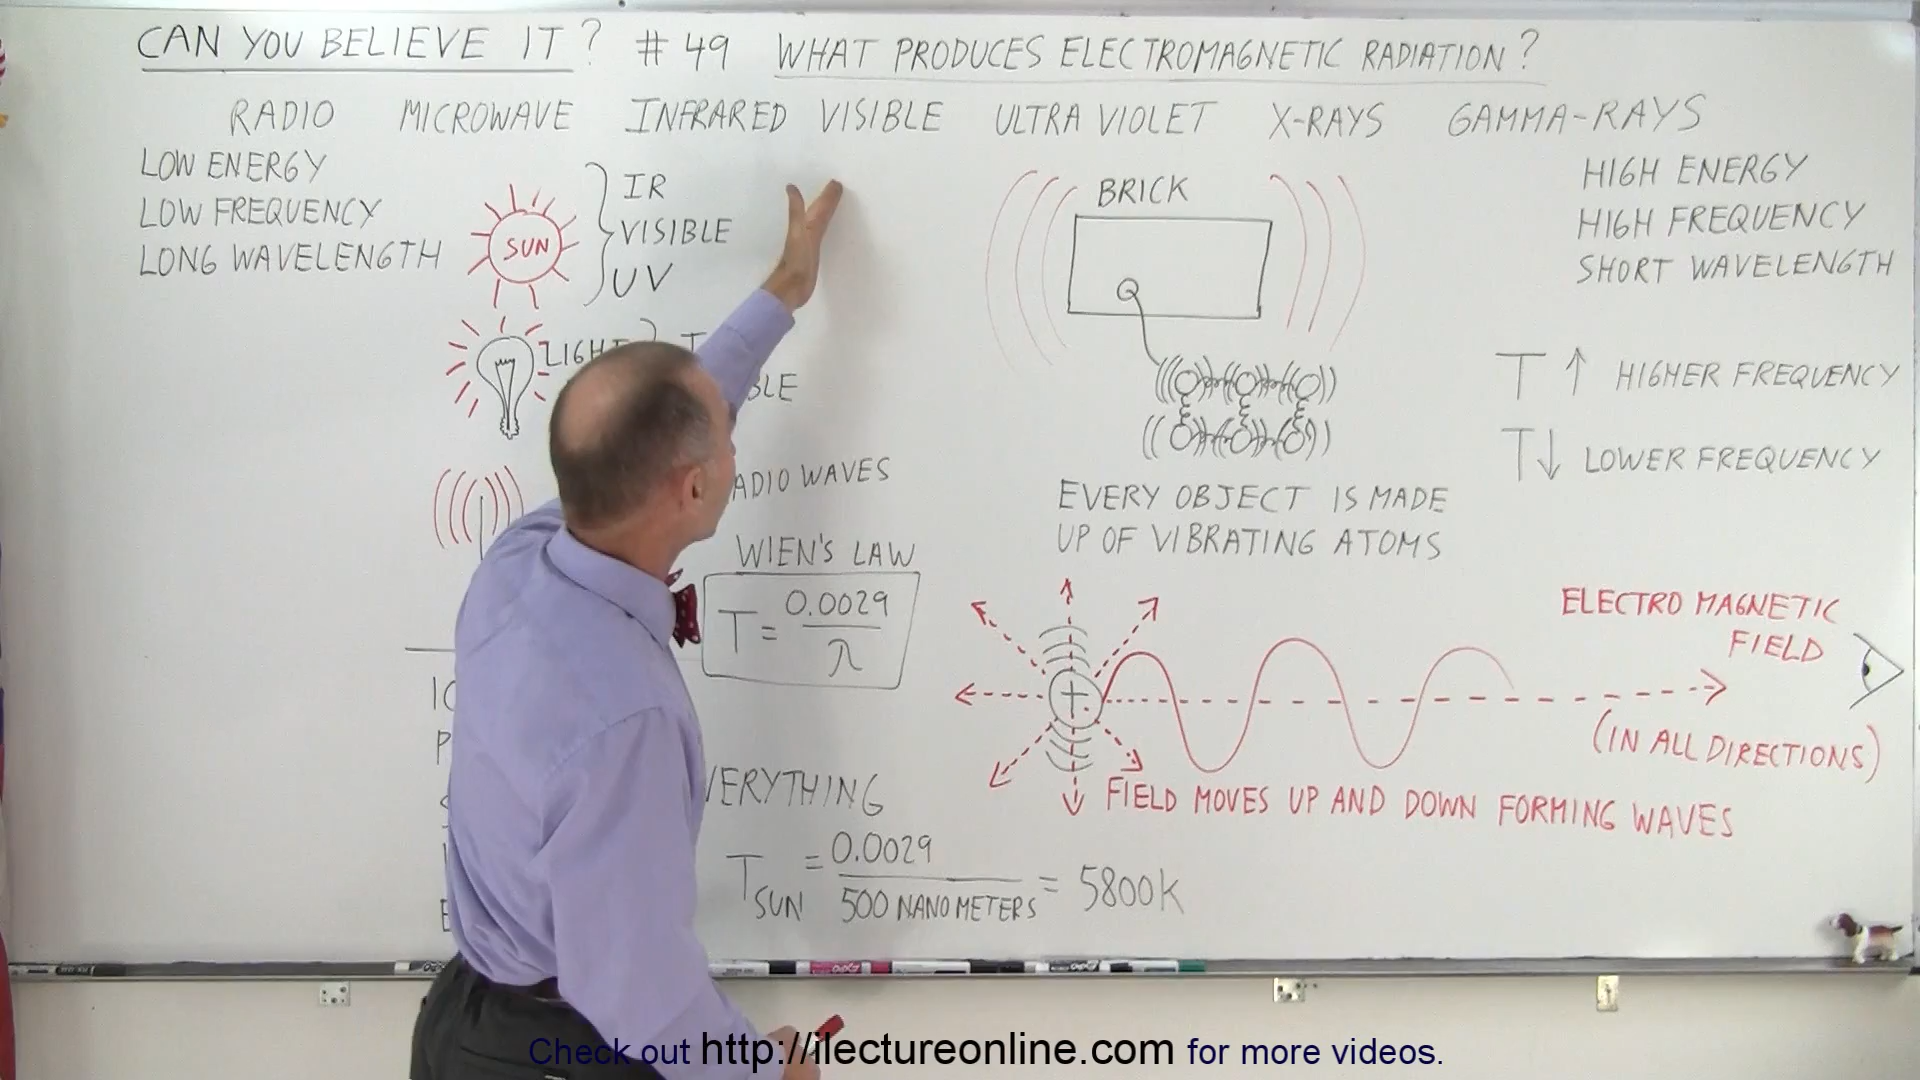 CAN YOU BELIEVE IT? #49 WHAT PRODUCES ELECTROMAGNETIC RADIATION?
RADIO MICROWAVE INFRARED VISIBLE ULTRA VIOLET X-RAYS GAMMA-RAYS
LOW ENERGY
LOW FREQUENCY
LONG WAVELENGTH
SUN
IR
VISIBLE
UV
BRICK
HIGH ENERGY
HIGH FREQUENCY
SHORT WAVELENGTH
T ↑ HIGHER FREQUENCY
T ↓ LOWER FREQUENCY
EVERY OBJECT IS MADE
UP OF VIBRATING ATOMS
ADIO WAVES
WIEN'S LAW
T = 0.0029 / λ
ELECTRO MAGNETIC
FIELD
+
(IN ALL DIRECTIONS)
FIELD MOVES UP AND DOWN FORMING WAVES
VERYTHING
T SUN = 0.0029 / 500 NANOMETERS = 5800K
Check out http://ilectureonline.com for more videos.